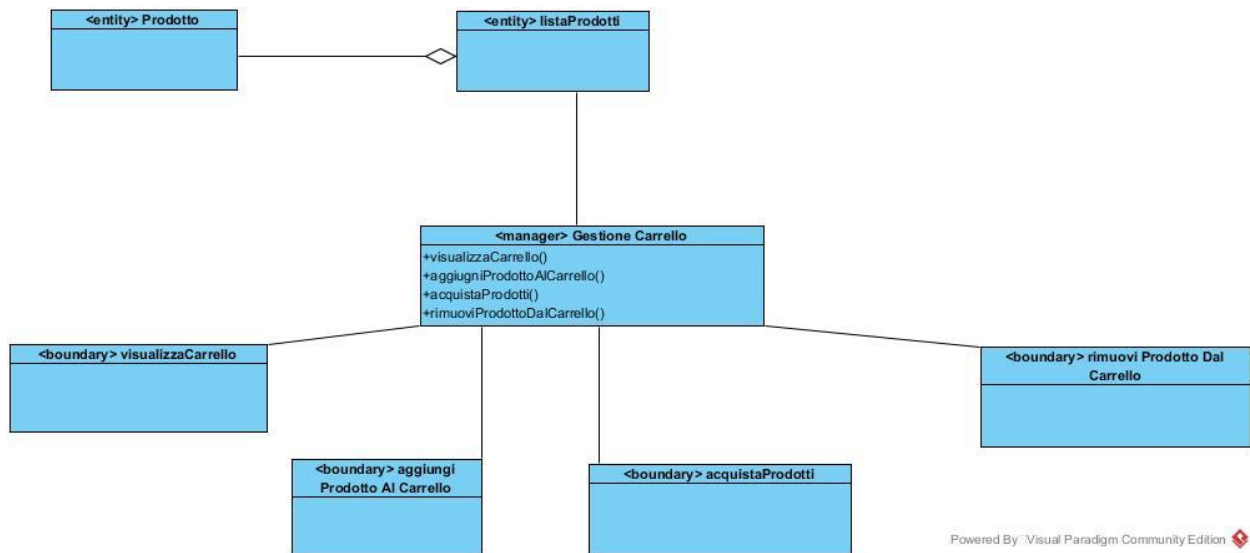 <entity> Prodotto
<entity> listaProdotti
<manager> Gestione Carrello
+visualizzaCarrello()
+aggiugniProdottoAlCarrello()
+acquistaProdotti()
+rimuoviProdottoDalCarrello()
<boundary> visualizzaCarrello
<boundary> rimuovi Prodotto Dal
Carrello
<boundary> aggiungi
Prodotto Al Carrello
<boundary> acquistaProdotti
Powered By Visual Paradigm Community Edition